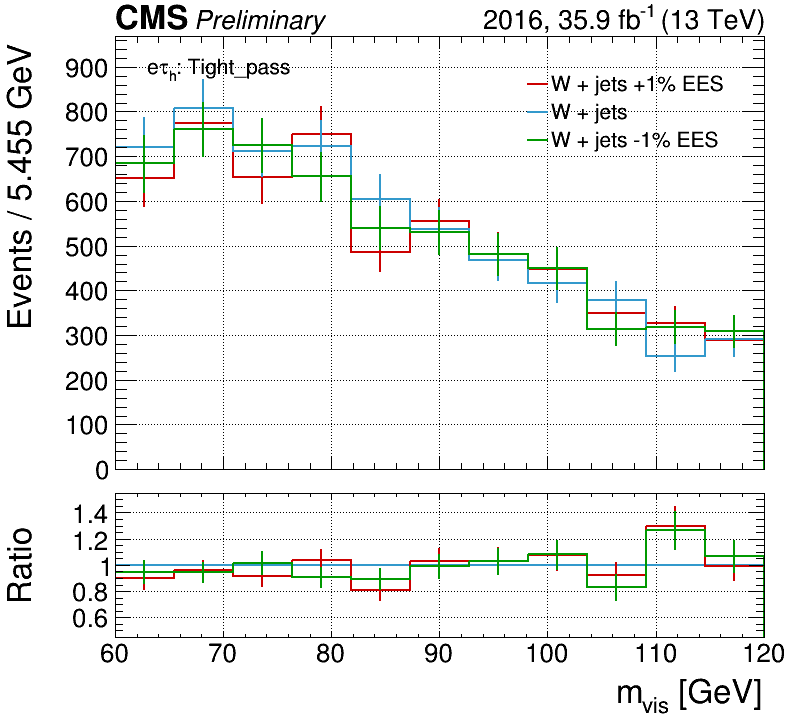 CMS Preliminary 2016, 35.9 fb⁻¹ (13 TeV)
eτₕ: Tight_pass
W + jets +1% EES
W + jets
W + jets -1% EES
Events / 5.455 GeV
900
800
700
600
500
400
300
200
100
0
Ratio
1.4
1.2
1
0.8
0.6
60 70 80 90 100 110 120
m_vis [GeV]